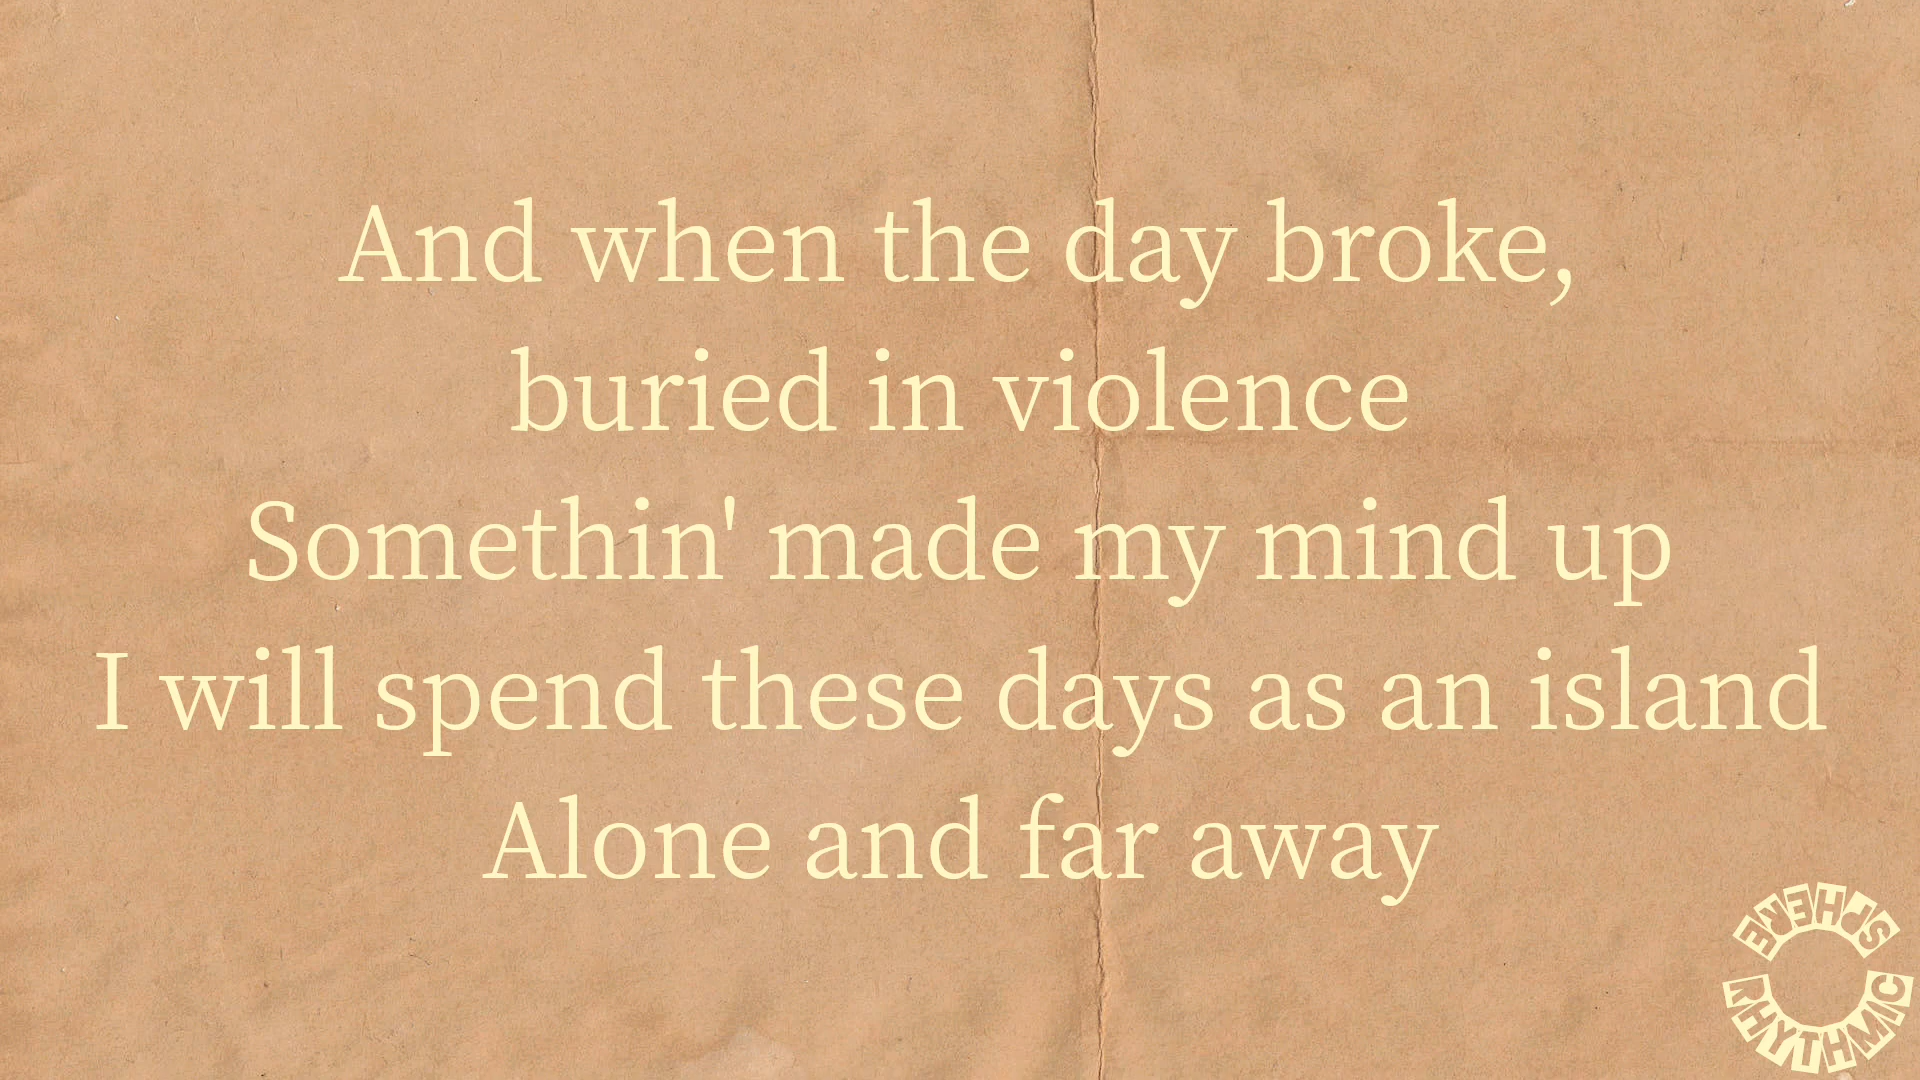 And when the day broke,
buried in violence
Somethin' made my mind up
I will spend these days as an island
Alone and far away
RHYTHMIC
SPHERE